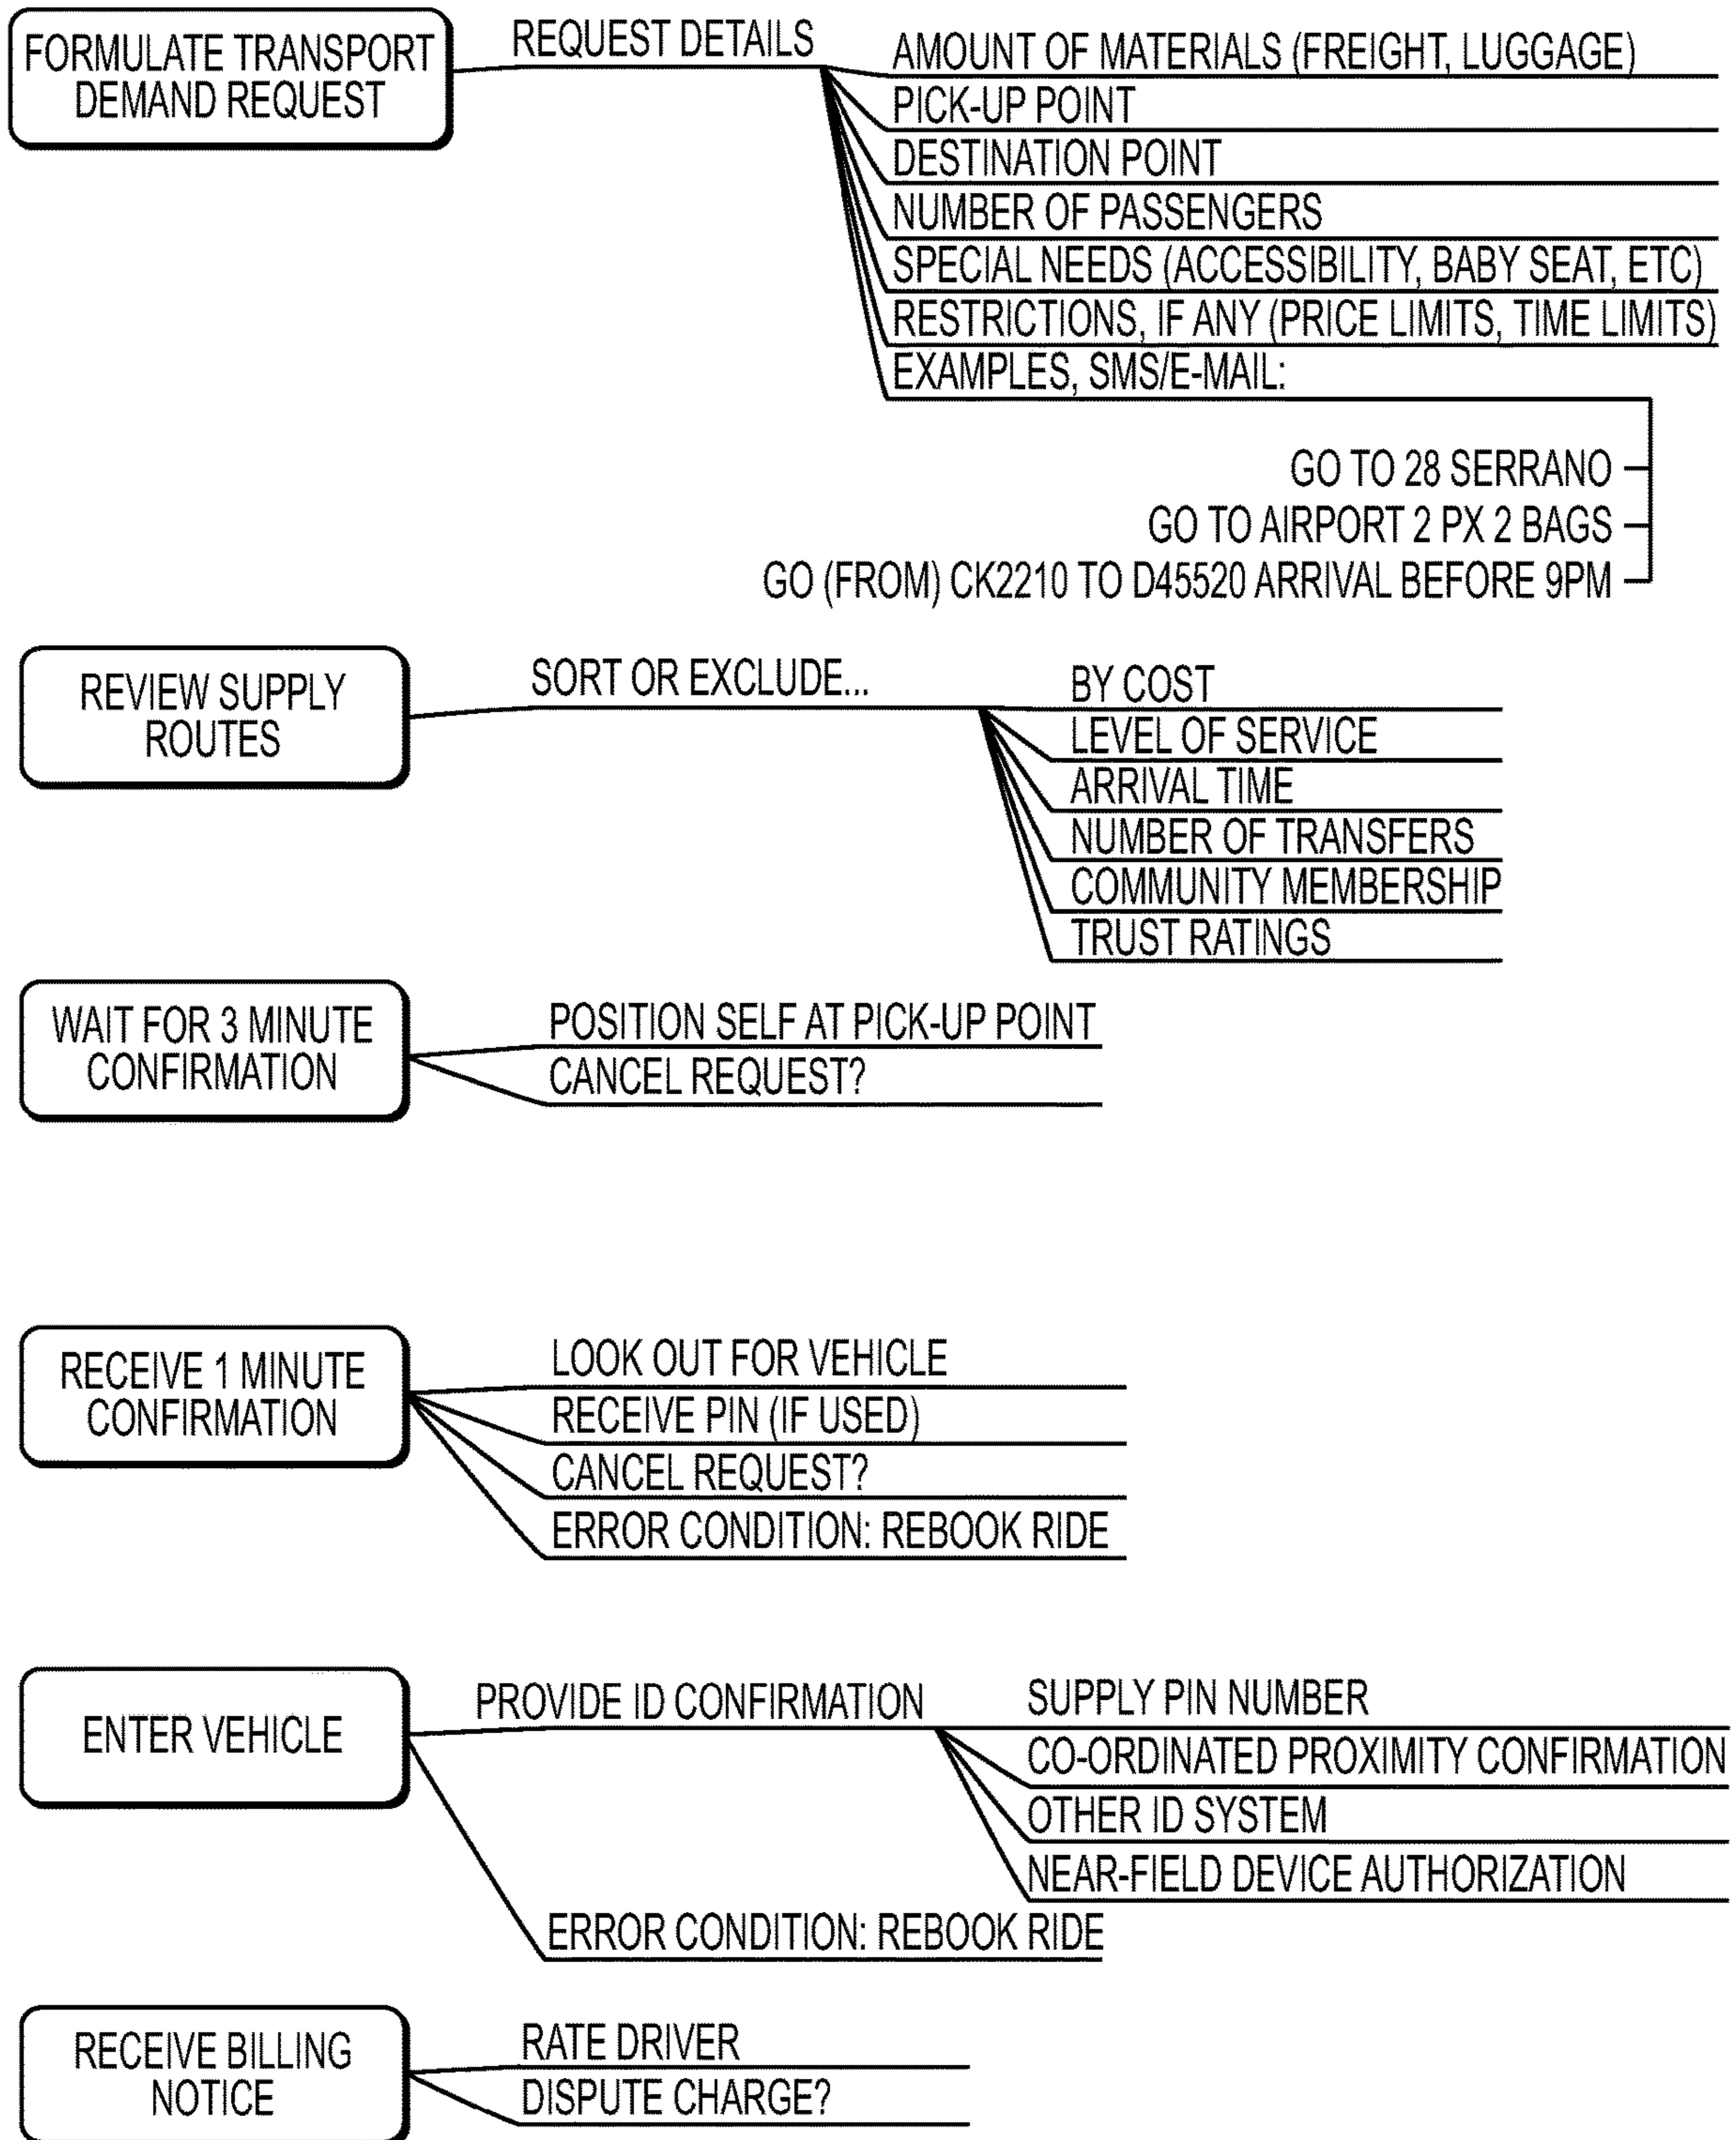 FORMULATE TRANSPORT
DEMAND REQUEST
REQUEST DETAILS
AMOUNT OF MATERIALS (FREIGHT, LUGGAGE)
PICK-UP POINT
DESTINATION POINT
NUMBER OF PASSENGERS
SPECIAL NEEDS (ACCESSIBILITY, BABY SEAT, ETC)
RESTRICTIONS, IF ANY (PRICE LIMITS, TIME LIMITS)
EXAMPLES, SMS/E-MAIL:
GO TO 28 SERRANO
GO TO AIRPORT 2 PX 2 BAGS
GO (FROM) CK2210 TO D45520 ARRIVAL BEFORE 9PM
REVIEW SUPPLY
ROUTES
SORT OR EXCLUDE...
BY COST
LEVEL OF SERVICE
ARRIVAL TIME
NUMBER OF TRANSFERS
COMMUNITY MEMBERSHIP
TRUST RATINGS
WAIT FOR 3 MINUTE
CONFIRMATION
POSITION SELF AT PICK-UP POINT
CANCEL REQUEST?
RECEIVE 1 MINUTE
CONFIRMATION
LOOK OUT FOR VEHICLE
RECEIVE PIN (IF USED)
CANCEL REQUEST?
ERROR CONDITION: REBOOK RIDE
ENTER VEHICLE
PROVIDE ID CONFIRMATION
SUPPLY PIN NUMBER
CO-ORDINATED PROXIMITY CONFIRMATION
OTHER ID SYSTEM
NEAR-FIELD DEVICE AUTHORIZATION
ERROR CONDITION: REBOOK RIDE
RECEIVE BILLING
NOTICE
RATE DRIVER
DISPUTE CHARGE?